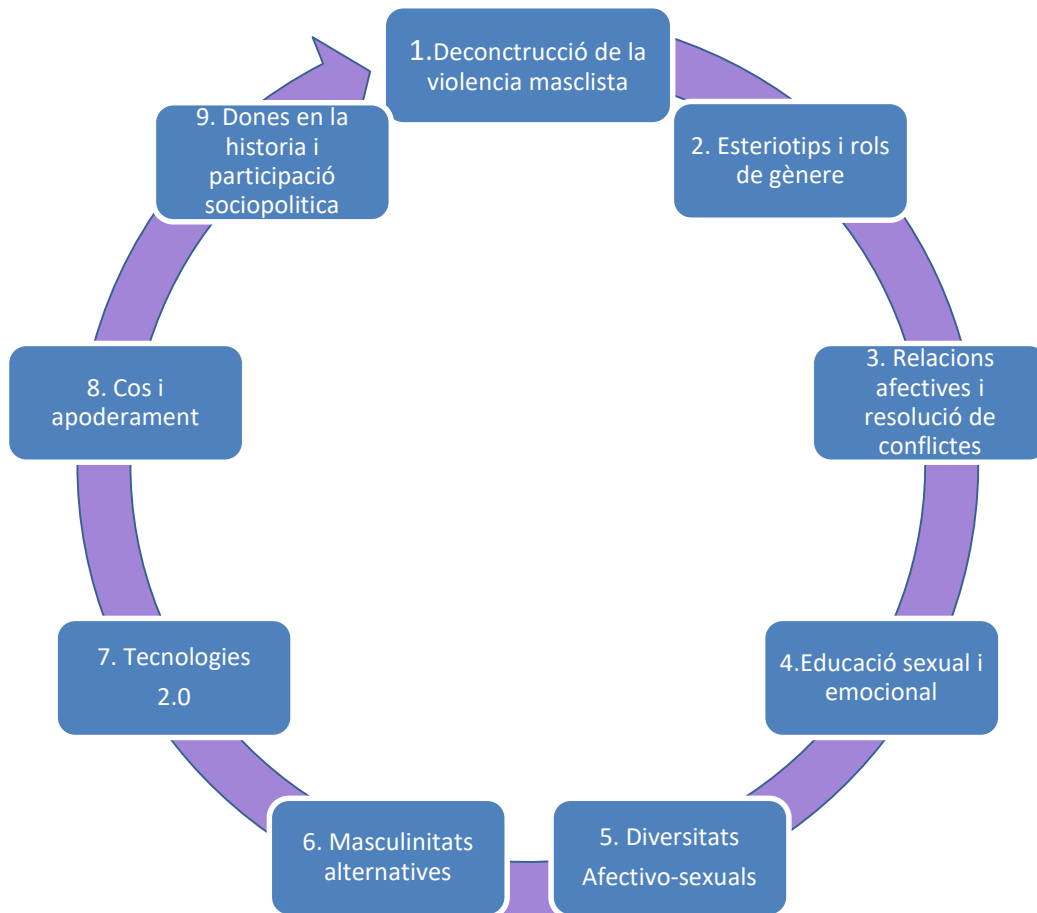 1.Deconctrucció de la
violencia masclista
2. Esteriotips i rols
de gènere
3. Relacions
afectives i
resolució de
conflictes
4.Educació sexual i
emocional
5. Diversitats
Afectivo-sexuals
6. Masculinitats
alternatives
7. Tecnologies
2.0
8. Cos i
apoderament
9. Dones en la
historia i
participació
sociopolitica